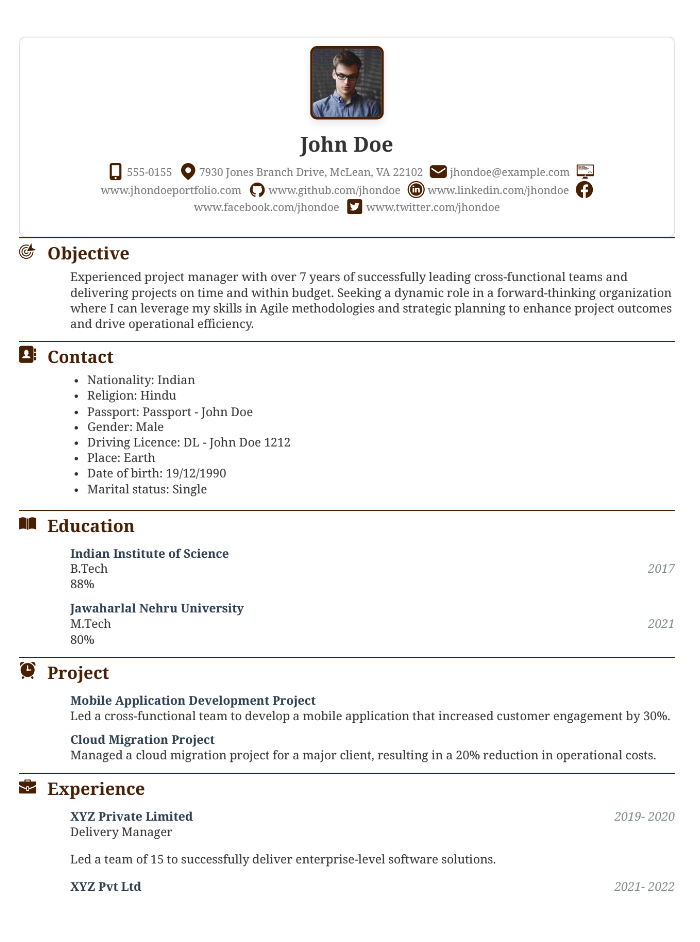 John Doe
555-0155 7930 Jones Branch Drive, McLean, VA 22102 jhondoe@example.com
www.jhondoeportfolio.com www.github.com/jhondoe www.linkedin.com/jhondoe
www.facebook.com/jhondoe www.twitter.com/jhondoe
Objective
Experienced project manager with over 7 years of successfully leading cross-functional teams and
delivering projects on time and within budget. Seeking a dynamic role in a forward-thinking organization
where I can leverage my skills in Agile methodologies and strategic planning to enhance project outcomes
and drive operational efficiency.
Contact
• Nationality: Indian
• Religion: Hindu
• Passport: Passport - John Doe
• Gender: Male
• Driving Licence: DL - John Doe 1212
• Place: Earth
• Date of birth: 19/12/1990
• Marital status: Single
Education
Indian Institute of Science
B.Tech 2017
88%
Jawaharlal Nehru University
M.Tech 2021
80%
Project
Mobile Application Development Project
Led a cross-functional team to develop a mobile application that increased customer engagement by 30%.
Cloud Migration Project
Managed a cloud migration project for a major client, resulting in a 20% reduction in operational costs.
Experience
XYZ Private Limited 2019- 2020
Delivery Manager
Led a team of 15 to successfully deliver enterprise-level software solutions.
XYZ Pvt Ltd 2021- 2022